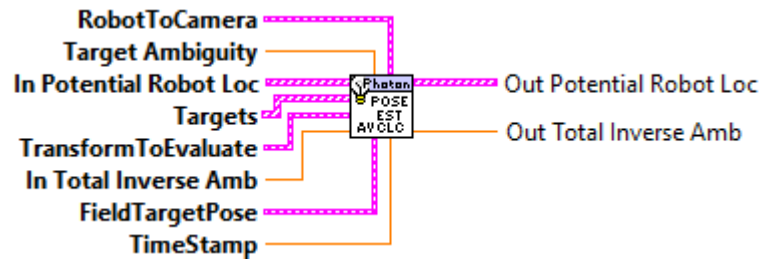 RobotToCamera
Target Ambiguity
In Potential Robot Loc
Targets
TransformToEvaluate
In Total Inverse Amb
FieldTargetPose
TimeStamp
Photon
POSE
EST
AVCLC
Out Potential Robot Loc
Out Total Inverse Amb